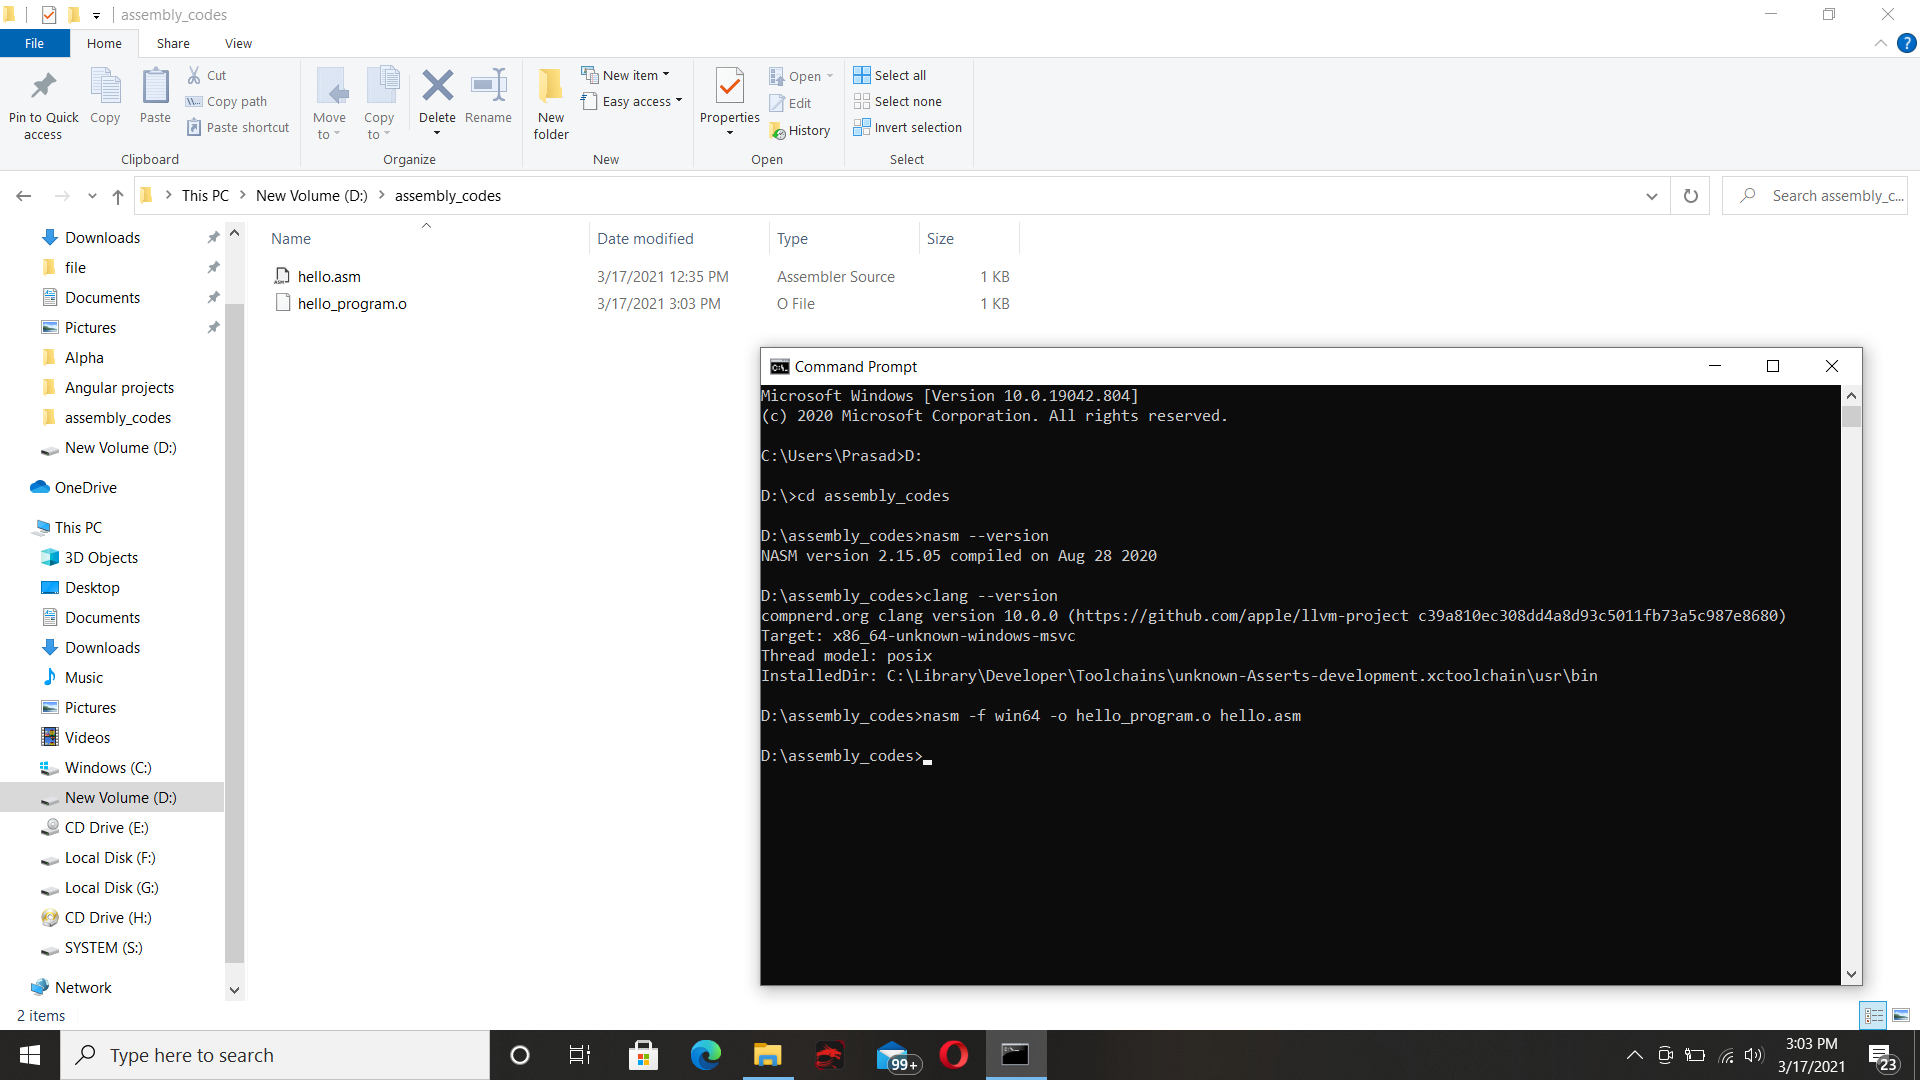 assembly_codes
File
Home
Share
View
Pin to Quick access
Copy
Paste
Cut
Copy path
Paste shortcut
Clipboard
Move to
Copy to
Delete
Rename
Organize
New folder
New item
Easy access
New
Properties
Open
Edit
History
Open
Select all
Select none
Invert selection
Select
This PC > New Volume (D:) > assembly_codes
Search assembly_c...
Downloads
file
Documents
Pictures
Alpha
Angular projects
assembly_codes
New Volume (D:)
OneDrive
This PC
3D Objects
Desktop
Documents
Downloads
Music
Pictures
Videos
Windows (C:)
New Volume (D:)
CD Drive (E:)
Local Disk (F:)
Local Disk (G:)
CD Drive (H:)
SYSTEM (S:)
Network
2 items
Name Date modified Type Size
hello.asm 3/17/2021 12:35 PM Assembler Source 1 KB
hello_program.o 3/17/2021 3:03 PM O File 1 KB
Command Prompt
Microsoft Windows [Version 10.0.19042.804]
(c) 2020 Microsoft Corporation. All rights reserved.
C:\Users\Prasad>D:
D:\>cd assembly_codes
D:\assembly_codes>nasm --version
NASM version 2.15.05 compiled on Aug 28 2020
D:\assembly_codes>clang --version
compnerd.org clang version 10.0.0 (https://github.com/apple/llvm-project c39a810ec308dd4a8d93c5011fb73a5c987e8680)
Target: x86_64-unknown-windows-msvc
Thread model: posix
InstalledDir: C:\Library\Developer\Toolchains\unknown-Asserts-development.xctoolchain\usr\bin
D:\assembly_codes>nasm -f win64 -o hello_program.o hello.asm
D:\assembly_codes>
Type here to search
99+
3:03 PM
3/17/2021
23